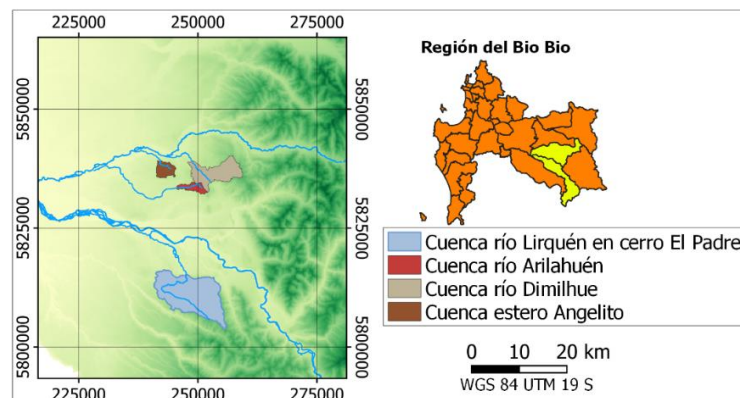 225000 250000 275000
Región del Bio Bio
5850000 5850000
5825000 5825000
5800000 5800000
225000 250000 275000
Cuenca río Lirquén en cerro El Padre
Cuenca río Arilahuén
Cuenca río Dimilhue
Cuenca estero Angelito
0 10 20 km
WGS 84 UTM 19 S